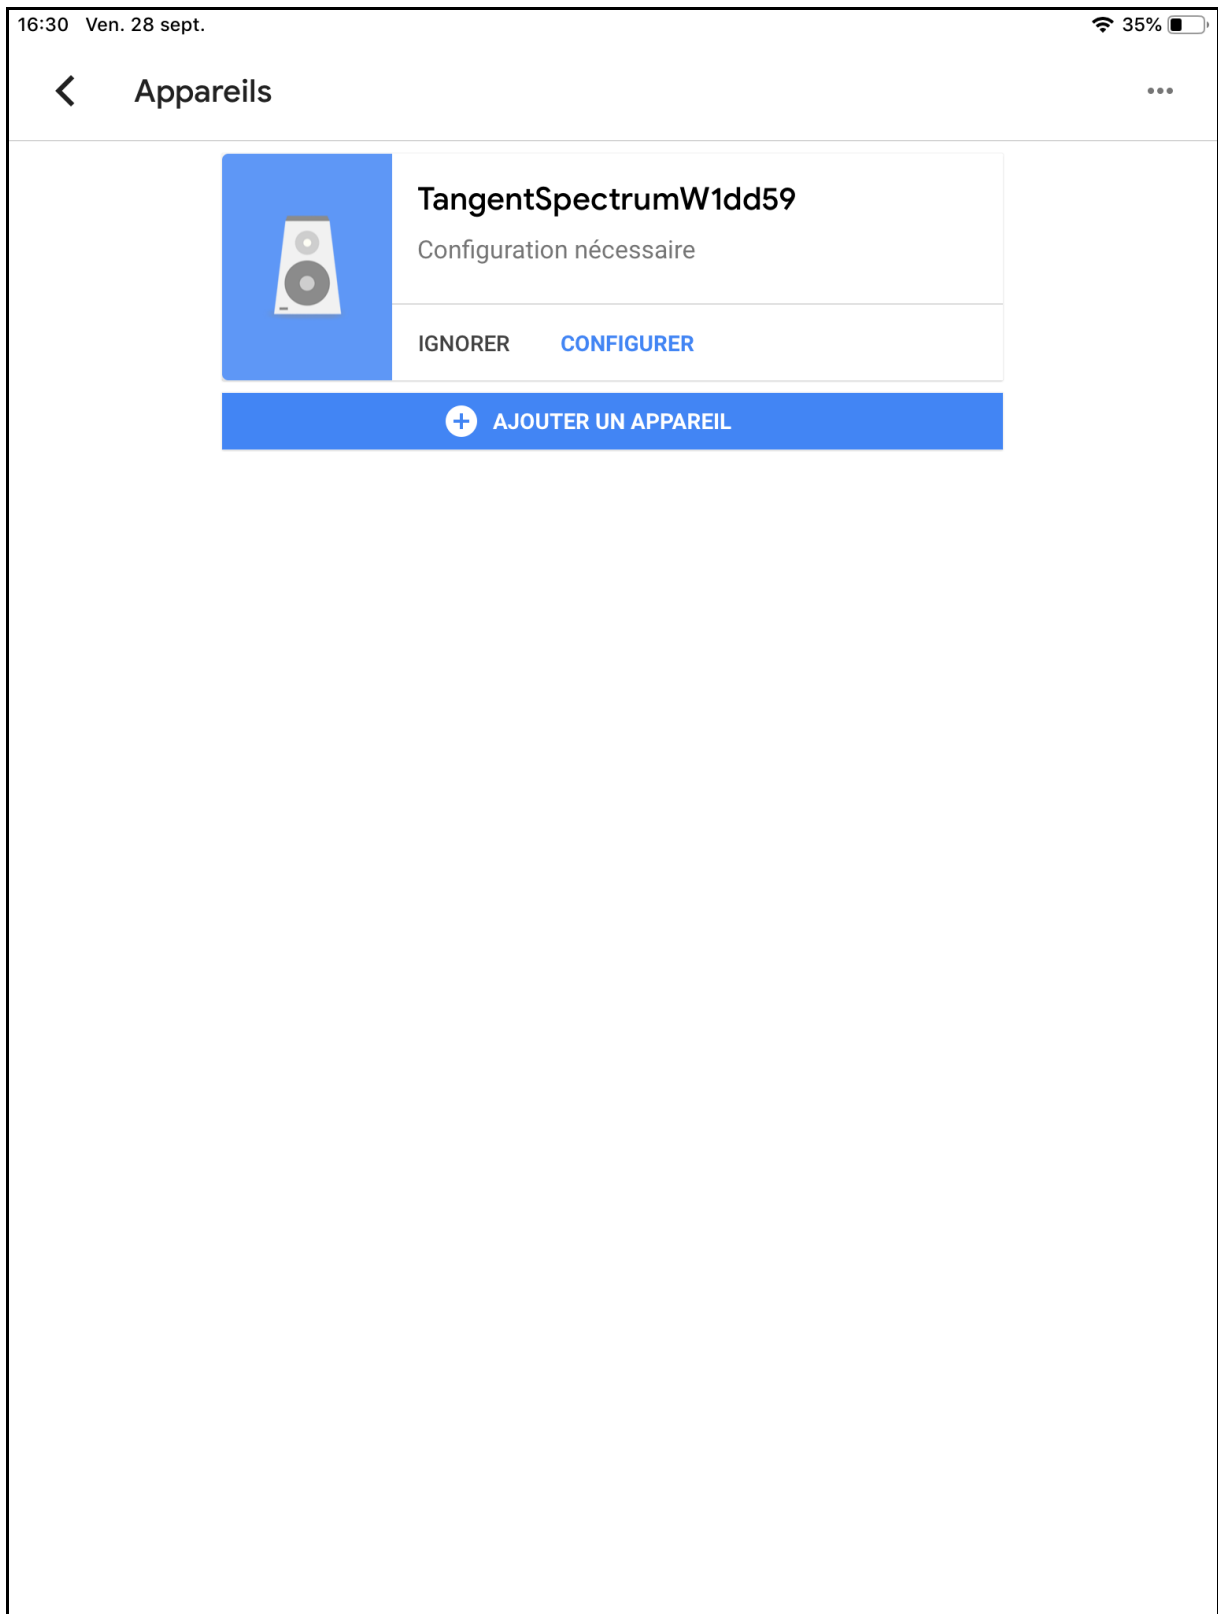 16:30 Ven. 28 sept. 35%
Appareils
TangentSpectrumW1dd59
Configuration nécessaire
IGNORER CONFIGURER
AJOUTER UN APPAREIL